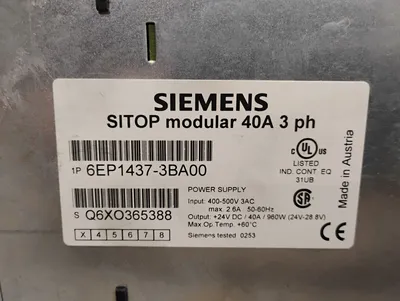 SIEMENS
SITOP modular 40A 3 ph
1P 6EP1437-3BA00
S Q6XO365388
X 4 5 6 7 8
POWER SUPPLY
Input: 400-500V 3AC
max. 2.6A 50-60Hz
Output: +24V DC / 40A / 960W (24V-28.8V)
Max.Op.Temp. +60°C
Siemens tested 0253
C UL US
LISTED
IND. CONT. EQ
31UB
CE
Made in Austria